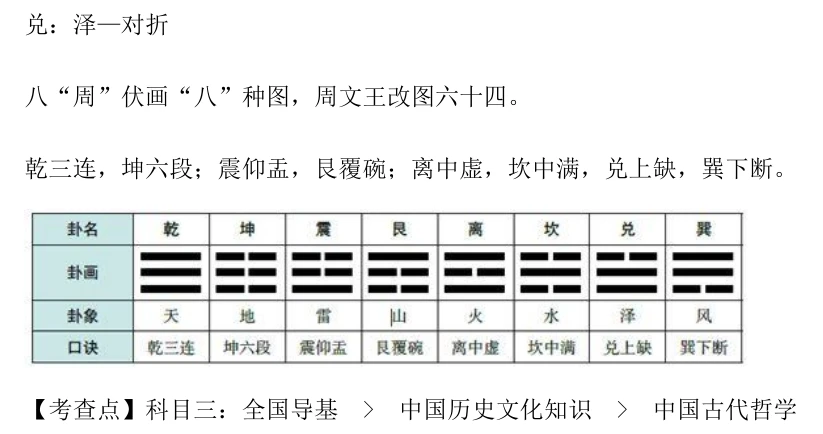 兑：泽—对折
八“周”伏画“八”种图，周文王改图六十四。
乾三连，坤六段；震仰盂，艮覆碗；离中虚，坎中满，兑上缺，巽下断。
卦名 乾 坤 震 艮 离 坎 兑 巽
卦画
卦象 天 地 雷 山 火 水 泽 风
口诀 乾三连 坤六段 震仰盂 艮覆碗 离中虚 坎中满 兑上缺 巽下断
【考查点】科目三：全国导基 > 中国历史文化知识 > 中国古代哲学